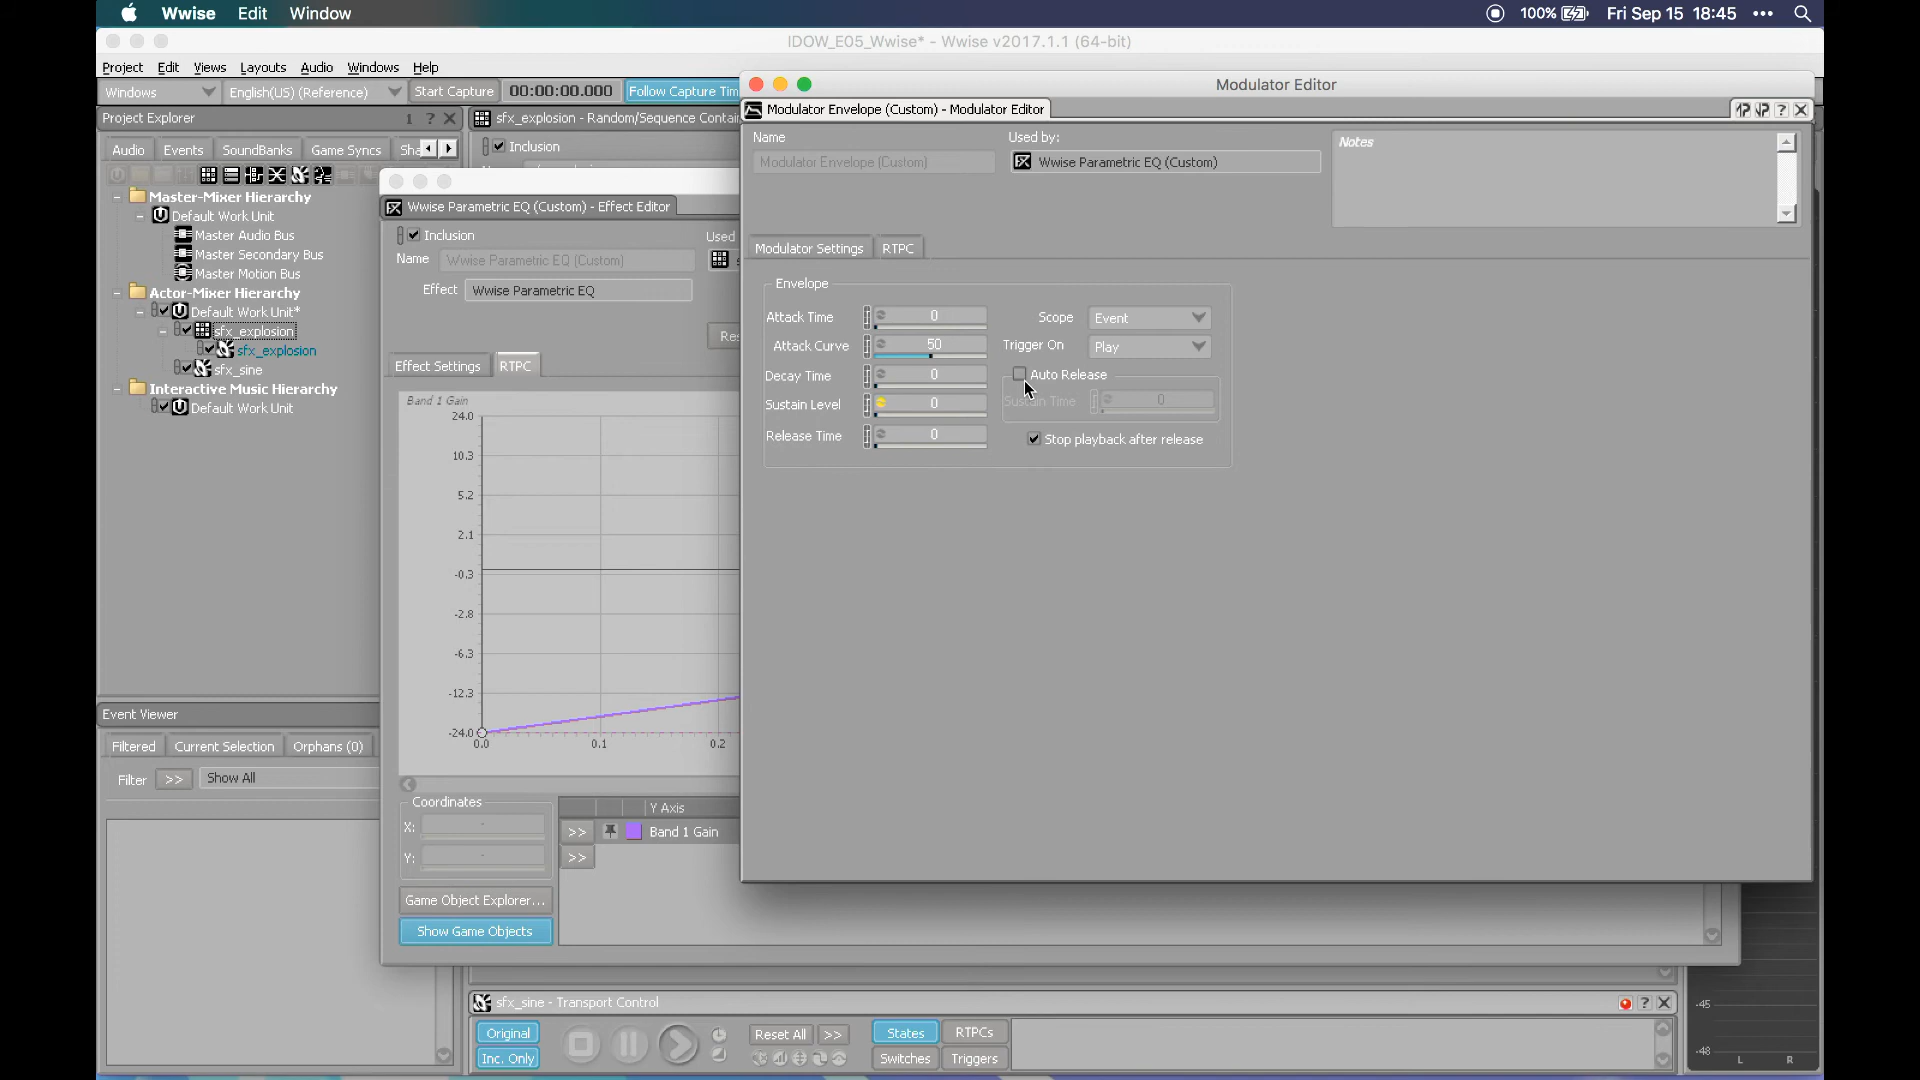 Wwise Edit Window 100% Fri Sep 15 18:45
IDOW_E05_Wwise* - Wwise v2017.1.1 (64-bit)
Project Edit Views Layouts Audio Windows Help
Windows English(US) (Reference) Start Capture 00:00:00.000 Follow Capture Tim
Modulator Editor
Modulator Envelope (Custom) - Modulator Editor
Project Explorer
sfx_explosion - Random/Sequence Contain
Inclusion
Audio Events SoundBanks Game Syncs Sha
Master-Mixer Hierarchy
Default Work Unit
Master Audio Bus
Master Secondary Bus
Master Motion Bus
Actor-Mixer Hierarchy
Default Work Unit*
sfx_explosion
sfx_explosion
sfx_sine
Interactive Music Hierarchy
Default Work Unit
Wwise Parametric EQ (Custom) - Effect Editor
Inclusion
Used
Name Wwise Parametric EQ (Custom)
Effect Wwise Parametric EQ
Res
Effect Settings RTPC
Band 1 Gain
24.0
10.3
5.2
2.1
-0.3
-2.8
-6.3
-12.3
-24.0
0.0 0.1 0.2
Coordinates
X: -
Y: -
Y Axis
>> Band 1 Gain
>>
Game Object Explorer...
Show Game Objects
Name
Modulator Envelope (Custom)
Used by:
Wwise Parametric EQ (Custom)
Notes
Modulator Settings RTPC
Envelope
Attack Time 0
Attack Curve 50
Decay Time 0
Sustain Level 0
Release Time 0
Scope Event
Trigger On Play
Auto Release
Sustain Time 0
Stop playback after release
Event Viewer
Filtered Current Selection Orphans (0)
Filter >> Show All
sfx_sine - Transport Control
Original
Inc. Only
Reset All >>
States RTPCs
Switches Triggers
-45
-48
L R